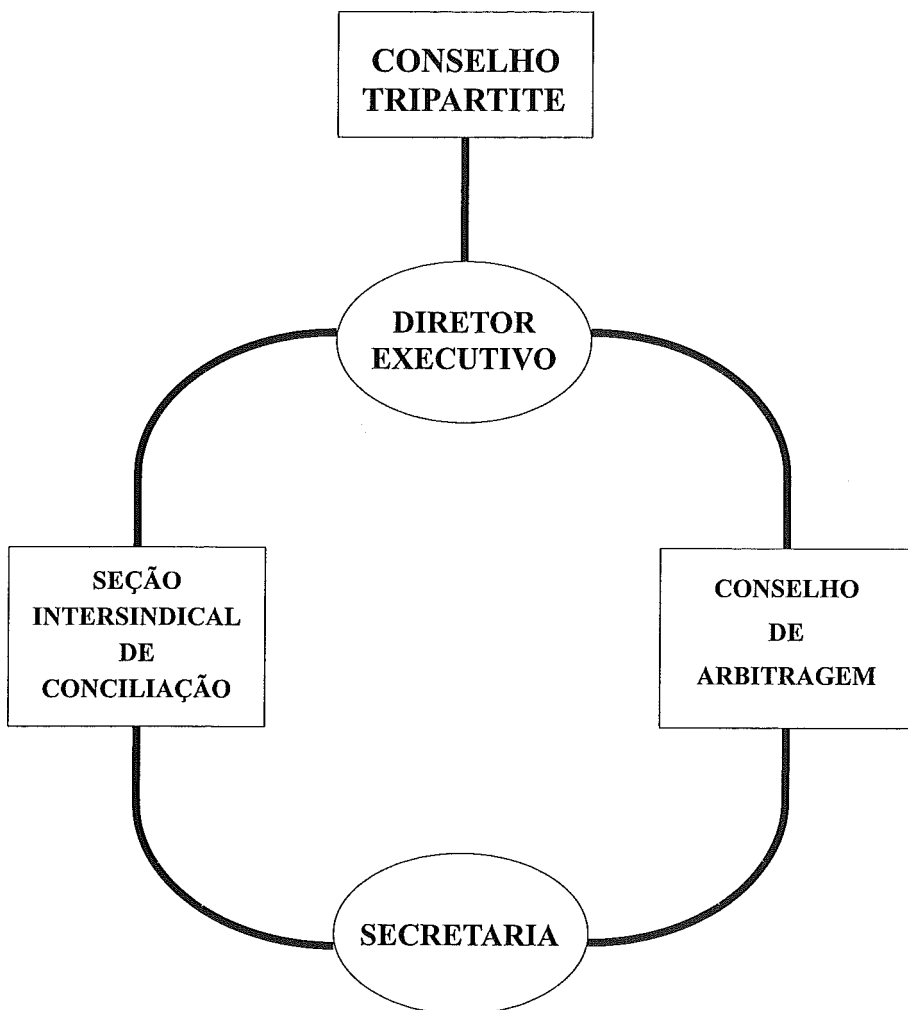 CONSELHO
TRIPARTITE
DIRETOR
EXECUTIVO
SEÇÃO
INTERSINDICAL
DE
CONCILIAÇÃO
CONSELHO
DE
ARBITRAGEM
SECRETARIA